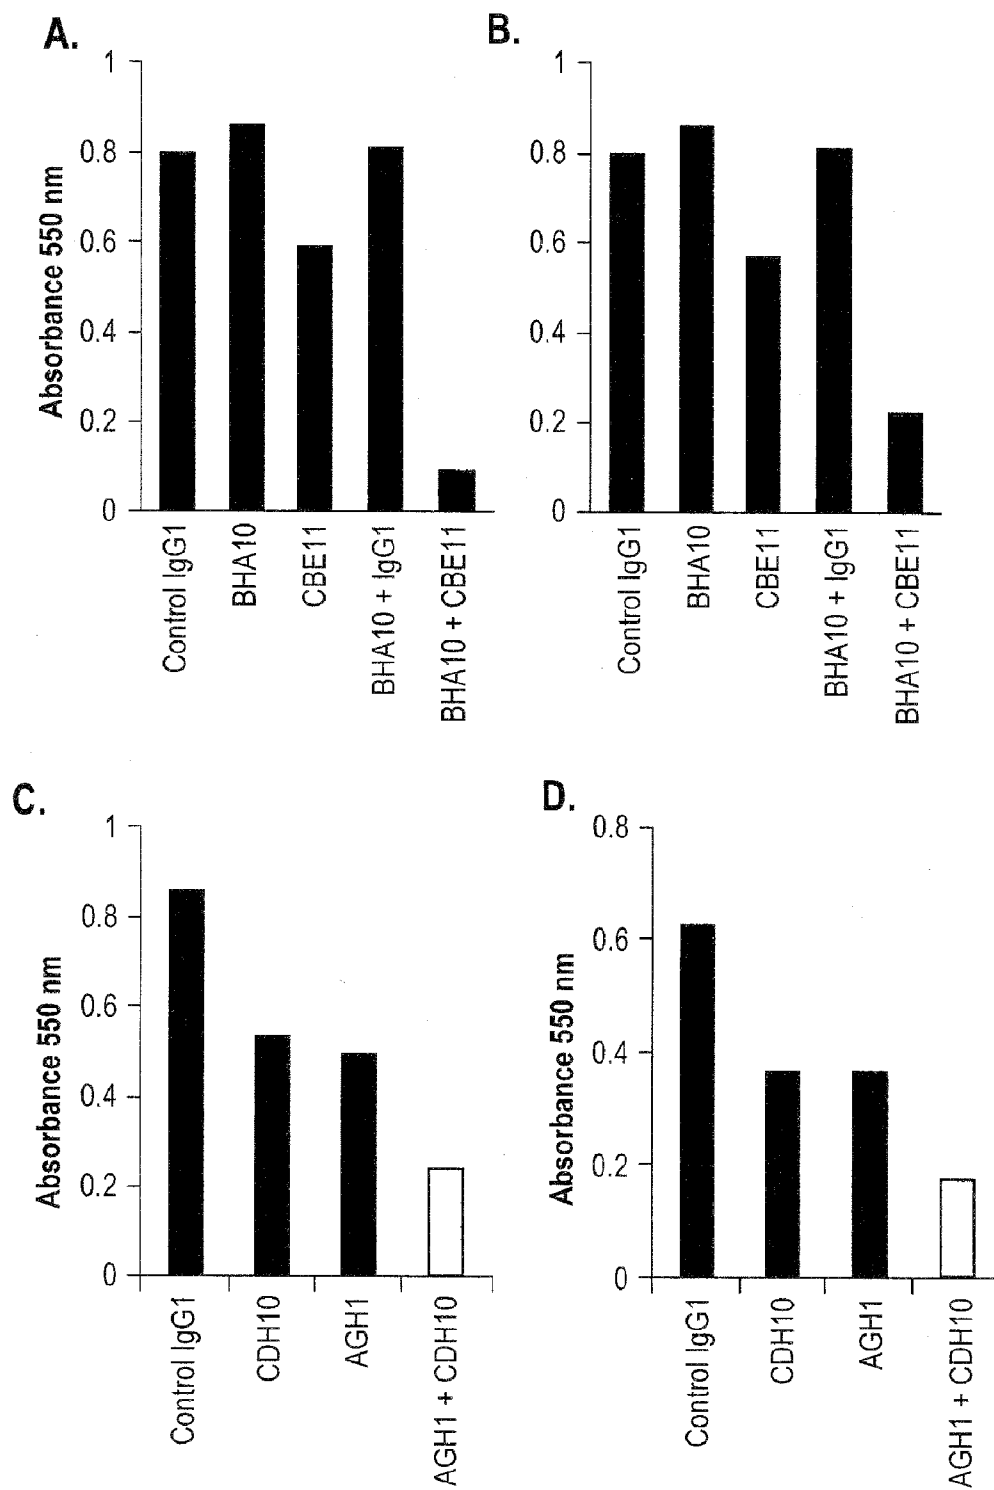 A.
Absorbance 550 nm
1
0.8
0.6
0.4
0.2
0
Control IgG1
BHA10
CBE11
BHA10 + IgG1
BHA10 + CBE11
B.
1
0.8
0.6
0.4
0.2
0
Control IgG1
BHA10
CBE11
BHA10 + IgG1
BHA10 + CBE11
C.
Absorbance 550 nm
1
0.8
0.6
0.4
0.2
0
Control IgG1
CDH10
AGH1
AGH1 + CDH10
D.
Absorbance 550 nm
0.8
0.6
0.4
0.2
0
Control IgG1
CDH10
AGH1
AGH1 + CDH10